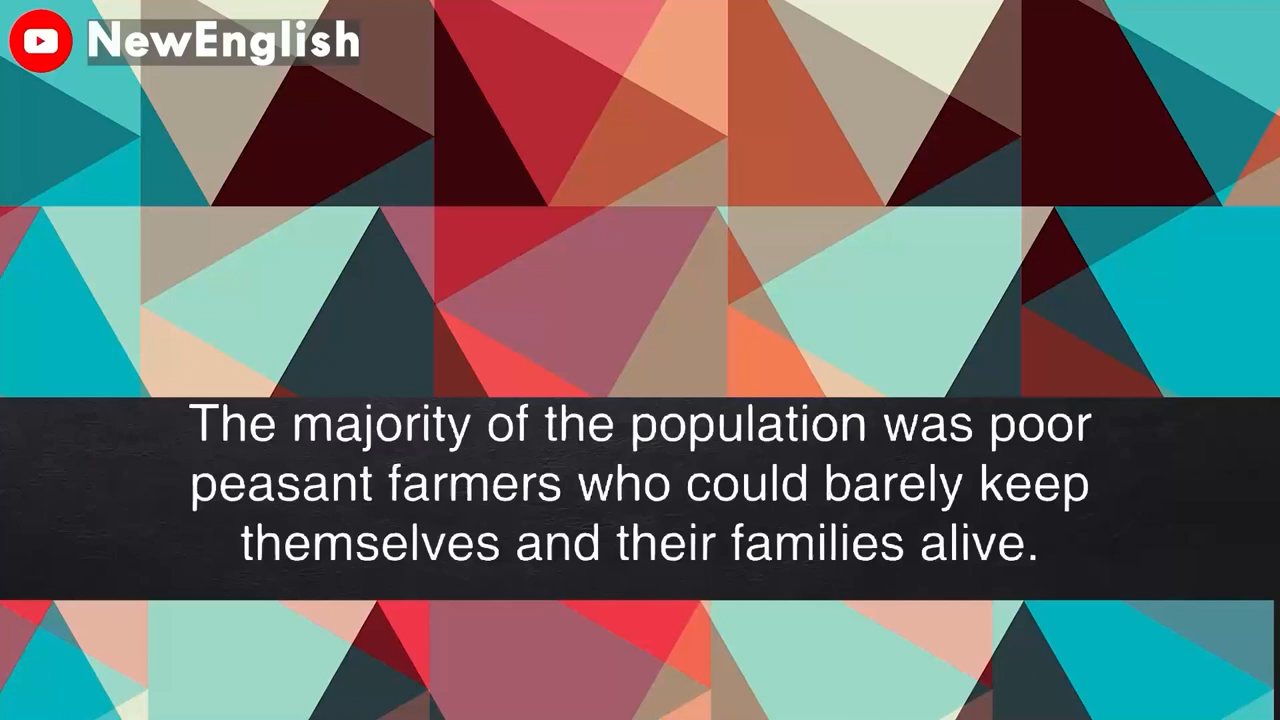 NewEnglish
The majority of the population was poor
peasant farmers who could barely keep
themselves and their families alive.